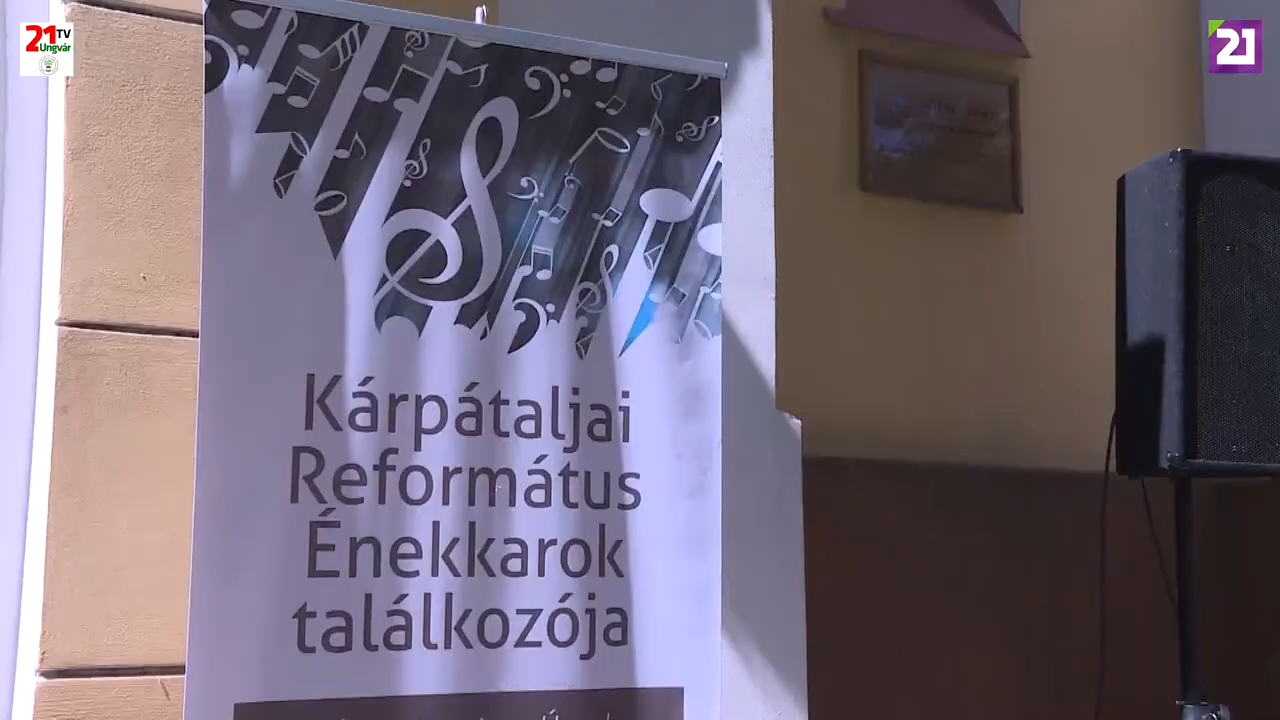 21 TV
Ungvár
21
Kárpátaljai
Református
Énekkarok
találkozója